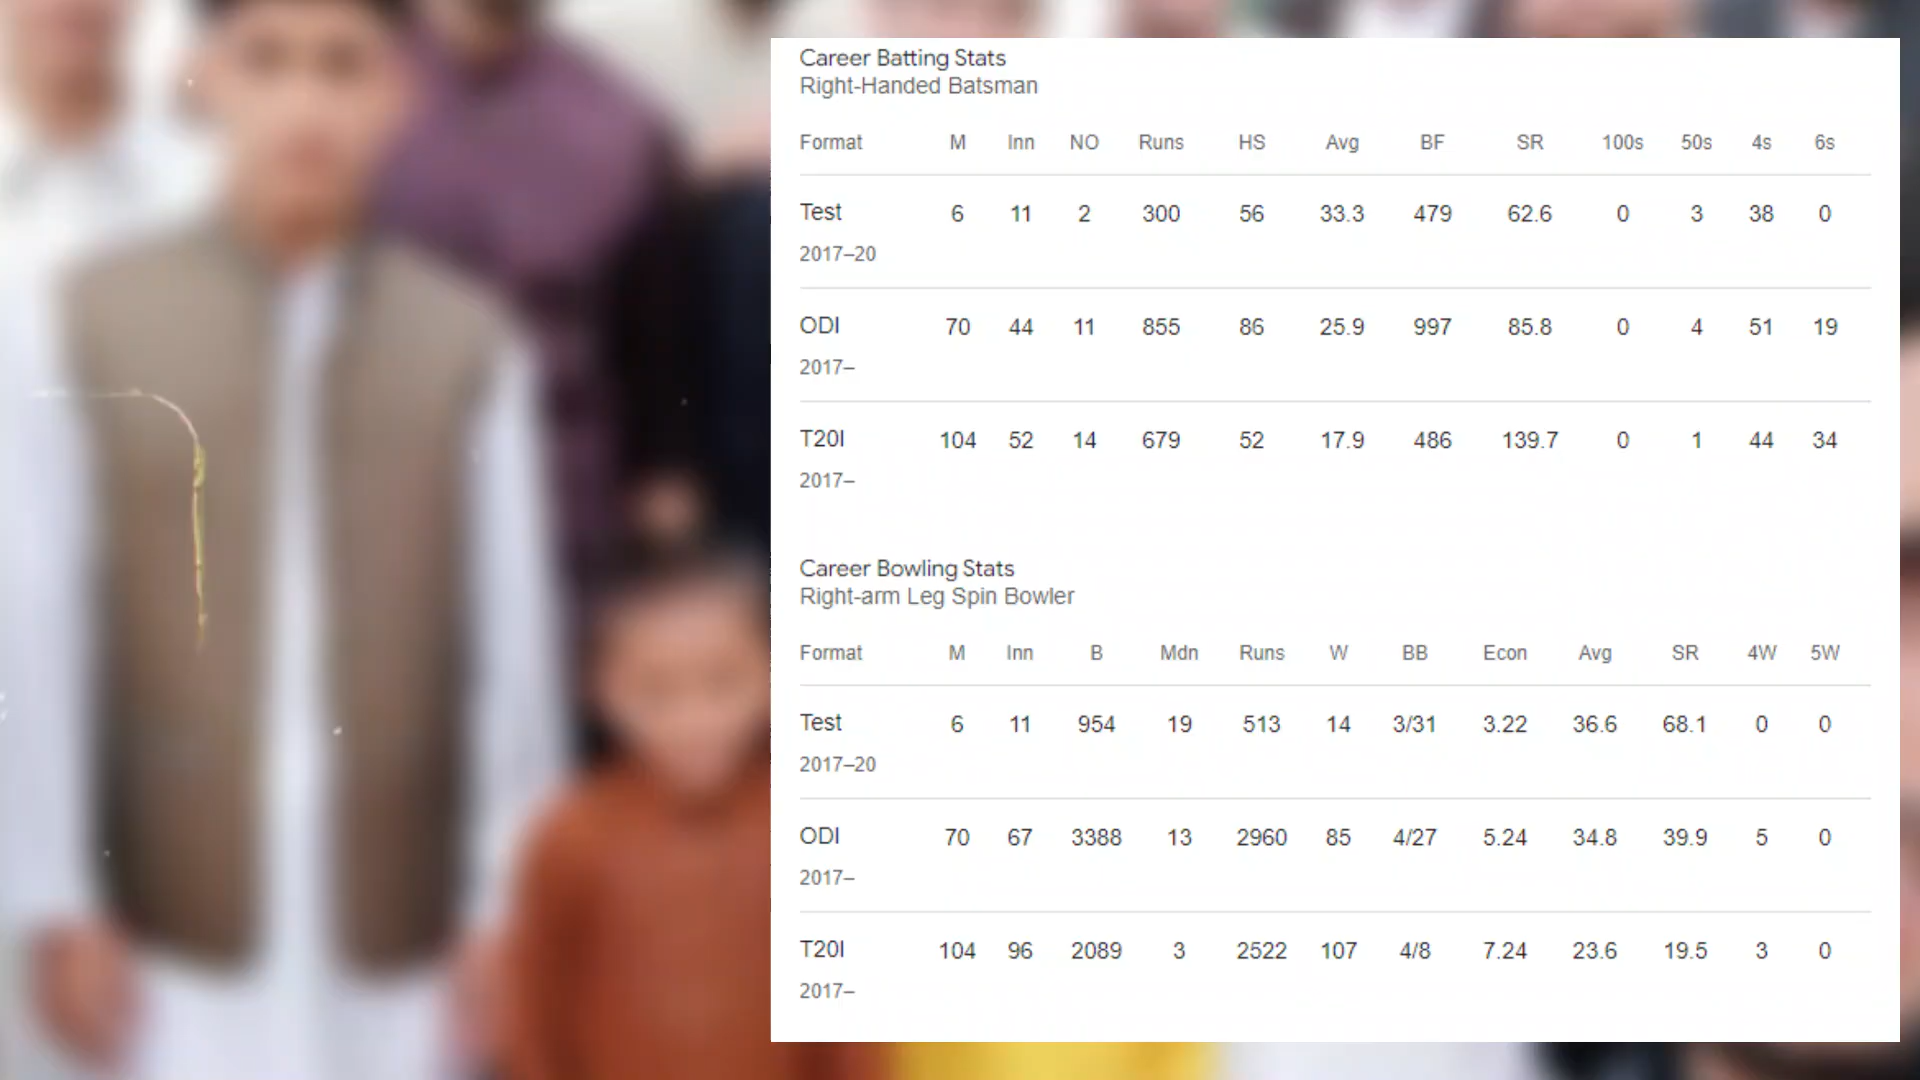 Career Batting Stats
Right-Handed Batsman
Format M Inn NO Runs HS Avg BF SR 100s 50s 4s 6s
Test 6 11 2 300 56 33.3 479 62.6 0 3 38 0
2017–20
ODI 70 44 11 855 86 25.9 997 85.8 0 4 51 19
2017–
T20I 104 52 14 679 52 17.9 486 139.7 0 1 44 34
2017–
Career Bowling Stats
Right-arm Leg Spin Bowler
Format M Inn B Mdn Runs W BB Econ Avg SR 4W 5W
Test 6 11 954 19 513 14 3/31 3.22 36.6 68.1 0 0
2017–20
ODI 70 67 3388 13 2960 85 4/27 5.24 34.8 39.9 5 0
2017–
T20I 104 96 2089 3 2522 107 4/8 7.24 23.6 19.5 3 0
2017–